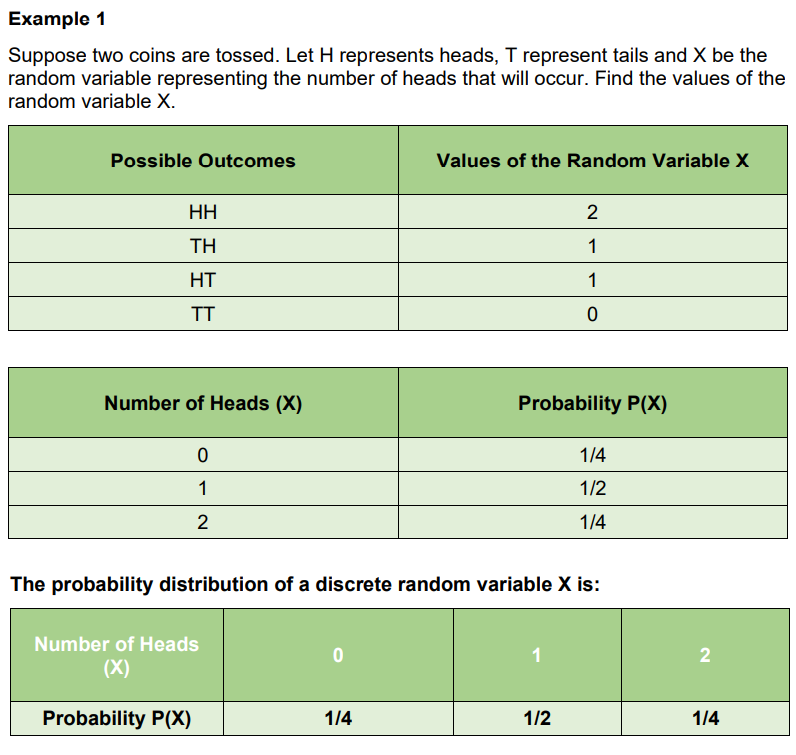 Example 1
Suppose two coins are tossed. Let H represents heads, T represent tails and X be the
random variable representing the number of heads that will occur. Find the values of the
random variable X.
Possible Outcomes Values of the Random Variable X
HH 2
TH 1
HT 1
TT 0
Number of Heads (X) Probability P(X)
0 1/4
1 1/2
2 1/4
The probability distribution of a discrete random variable X is:
Number of Heads
(X) 0 1 2
Probability P(X) 1/4 1/2 1/4